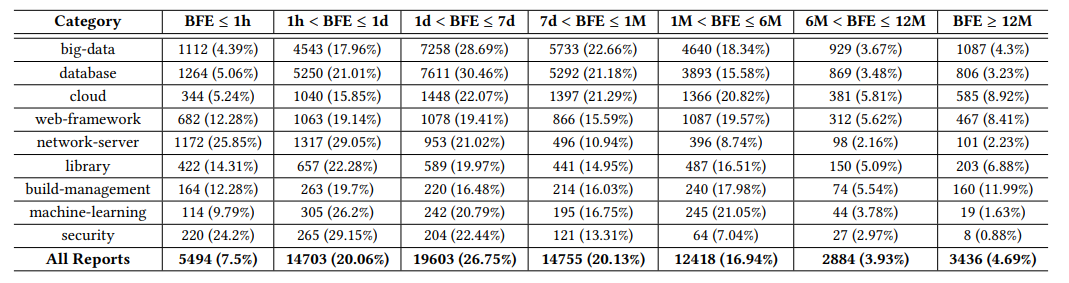 Category BFE ≤ 1h 1h < BFE ≤ 1d 1d < BFE ≤ 7d 7d < BFE ≤ 1M 1M < BFE ≤ 6M 6M < BFE ≤ 12M BFE ≥ 12M
big-data 1112 (4.39%) 4543 (17.96%) 7258 (28.69%) 5733 (22.66%) 4640 (18.34%) 929 (3.67%) 1087 (4.3%)
database 1264 (5.06%) 5250 (21.01%) 7611 (30.46%) 5292 (21.18%) 3893 (15.58%) 869 (3.48%) 806 (3.23%)
cloud 344 (5.24%) 1040 (15.85%) 1448 (22.07%) 1397 (21.29%) 1366 (20.82%) 381 (5.81%) 585 (8.92%)
web-framework 682 (12.28%) 1063 (19.14%) 1078 (19.41%) 866 (15.59%) 1087 (19.57%) 312 (5.62%) 467 (8.41%)
network-server 1172 (25.85%) 1317 (29.05%) 953 (21.02%) 496 (10.94%) 396 (8.74%) 98 (2.16%) 101 (2.23%)
library 422 (14.31%) 657 (22.28%) 589 (19.97%) 441 (14.95%) 487 (16.51%) 150 (5.09%) 203 (6.88%)
build-management 164 (12.28%) 263 (19.7%) 220 (16.48%) 214 (16.03%) 240 (17.98%) 74 (5.54%) 160 (11.99%)
machine-learning 114 (9.79%) 305 (26.2%) 242 (20.79%) 195 (16.75%) 245 (21.05%) 44 (3.78%) 19 (1.63%)
security 220 (24.2%) 265 (29.15%) 204 (22.44%) 121 (13.31%) 64 (7.04%) 27 (2.97%) 8 (0.88%)
All Reports 5494 (7.5%) 14703 (20.06%) 19603 (26.75%) 14755 (20.13%) 12418 (16.94%) 2884 (3.93%) 3436 (4.69%)